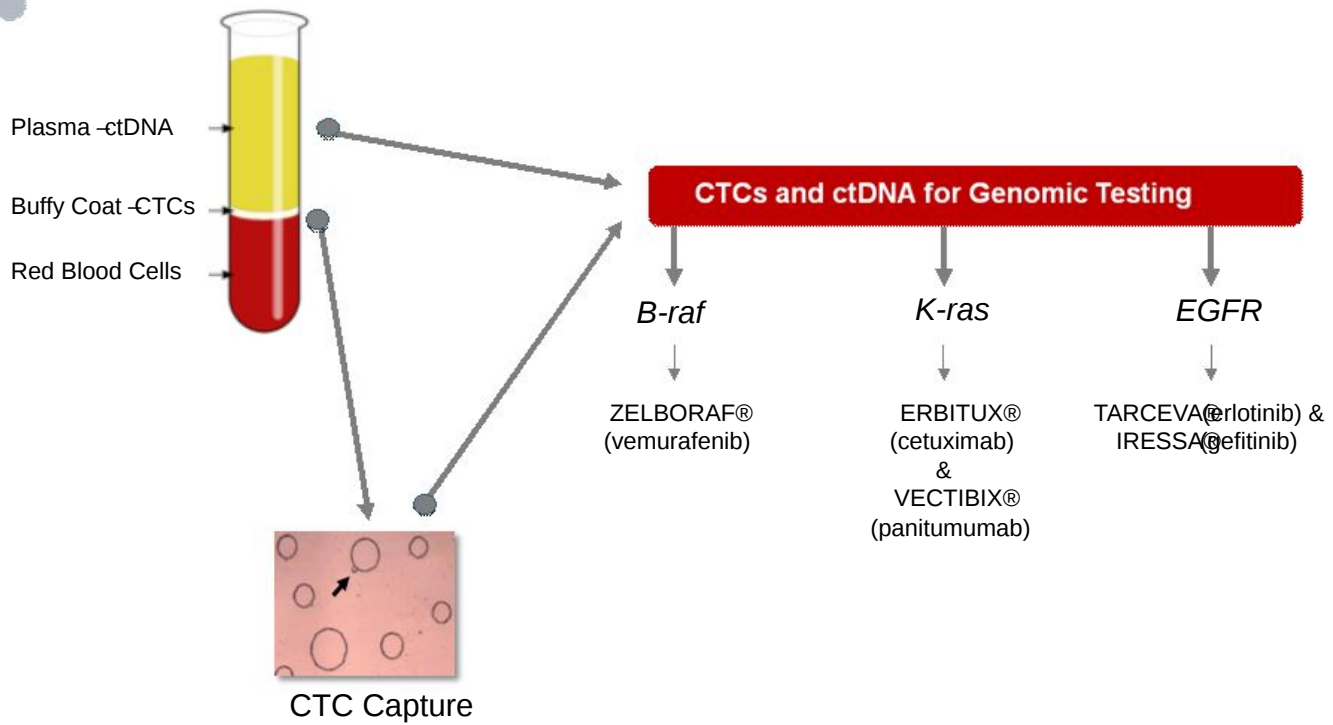 Plasma –ctDNA
Buffy Coat –CTCs
Red Blood Cells
CTCs and ctDNA for Genomic Testing
B-raf
K-ras
EGFR
ZELBORAF®
(vemurafenib)
ERBITUX®
(cetuximab)
&
VECTIBIX®
(panitumumab)
TARCEVA® (erlotinib) &
IRESSA® (gefitinib)
CTC Capture